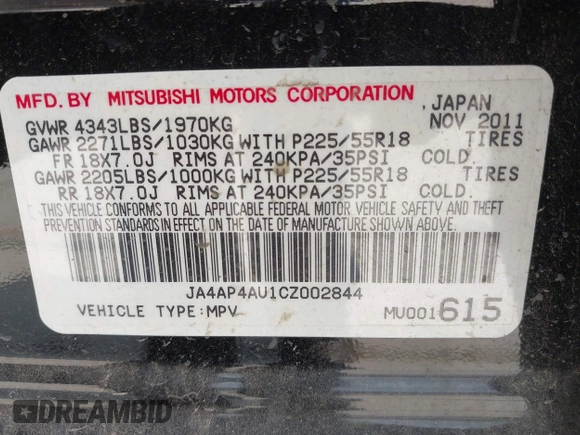 MFD. BY MITSUBISHI MOTORS CORPORATION , JAPAN
GVWR 4343LBS/1970KG NOV 2011
GAWR 2271LBS/1030KG WITH P225/55R18 TIRES
FR 18X7.0J RIMS AT 240KPA/35PSI COLD.
GAWR 2205LBS/1000KG WITH P225/55R18 TIRES
RR 18X7.0J RIMS AT 240KPA/35PSI COLD.
THIS VEHICLE CONFORMS TO ALL APPLICABLE FEDERAL MOTOR VEHICLE SAFETY AND THEFT
PREVENTION STANDARDS IN EFFECT ON THE DATE OF MANUFACTURE SHOWN ABOVE.
JA4AP4AU1CZ002844
VEHICLE TYPE:MPV MU001615
DREAMBID